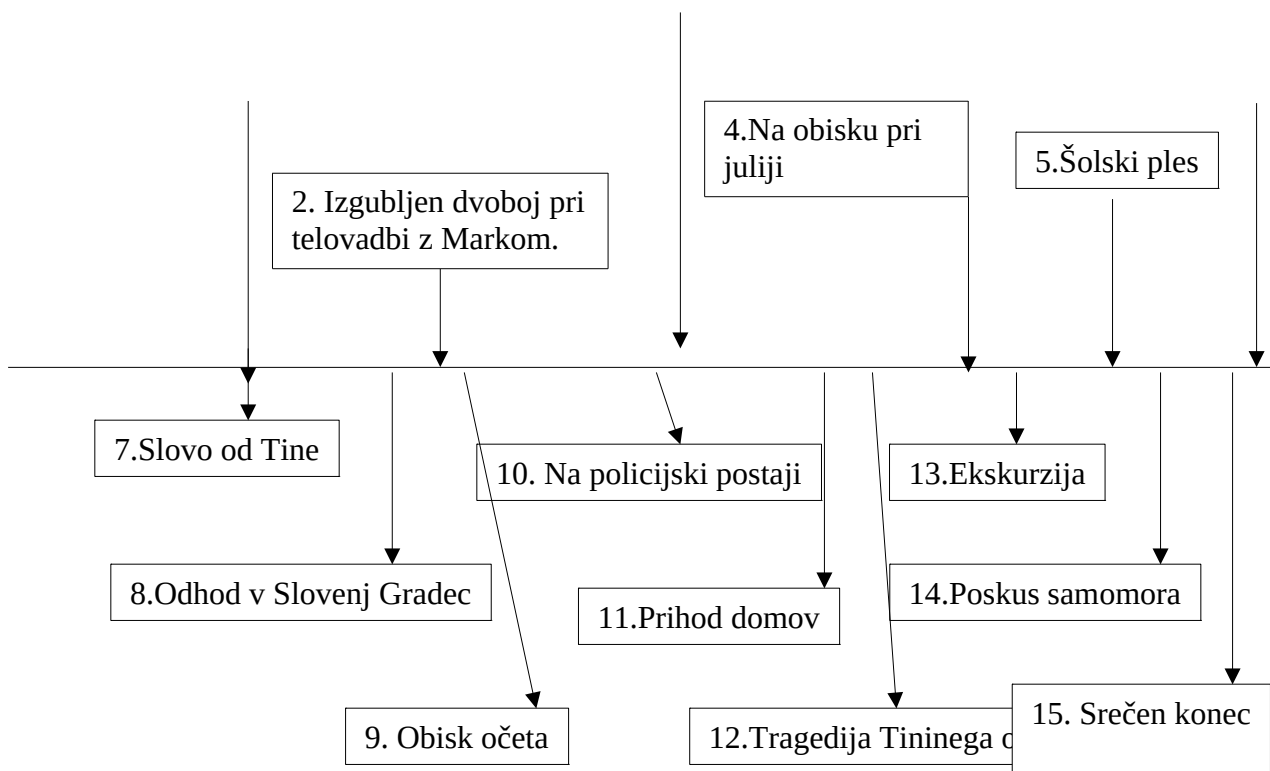 4.Na obisku pri
juliji
5.Šolski ples
2. Izgubljen dvoboj pri
telovadbi z Markom.
7.Slovo od Tine
10. Na policijski postaji
13.Ekskurzija
8.Odhod v Slovenj Gradec
11.Prihod domov
14.Poskus samomora
9. Obisk očeta
12.Tragedija Tininega
15. Srečen konec